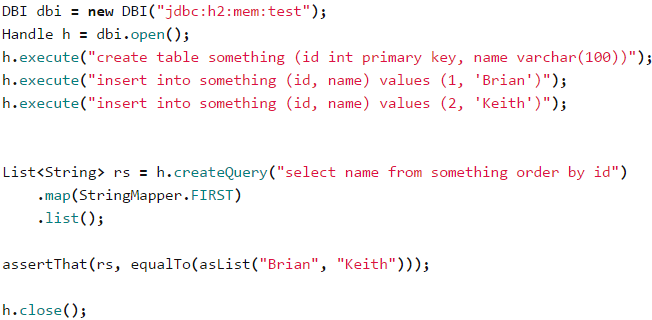 DBI dbi = new DBI("jdbc:h2:mem:test");
Handle h = dbi.open();
h.execute("create table something (id int primary key, name varchar(100))");
h.execute("insert into something (id, name) values (1, 'Brian')");
h.execute("insert into something (id, name) values (2, 'Keith')");
List<String> rs = h.createQuery("select name from something order by id")
    .map(StringMapper.FIRST)
    .list();
assertThat(rs, equalTo(asList("Brian", "Keith")));
h.close();